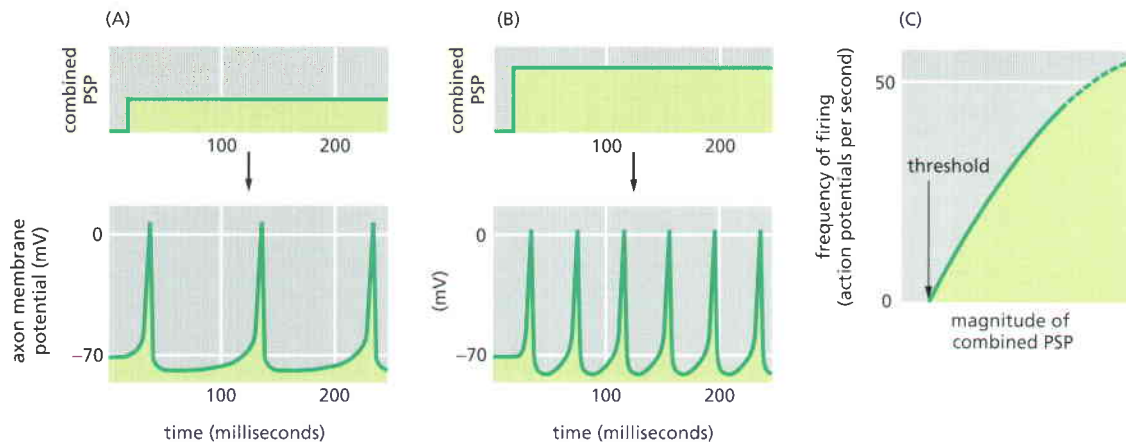 (A)
combined
PSP
100
200
axon membrane
potential (mV)
0
–70
100
200
time (milliseconds)
(B)
combined
PSP
100
200
(mV)
0
–70
100
200
time (milliseconds)
(C)
frequency of firing
(action potentials per second)
50
threshold
0
magnitude of
combined PSP